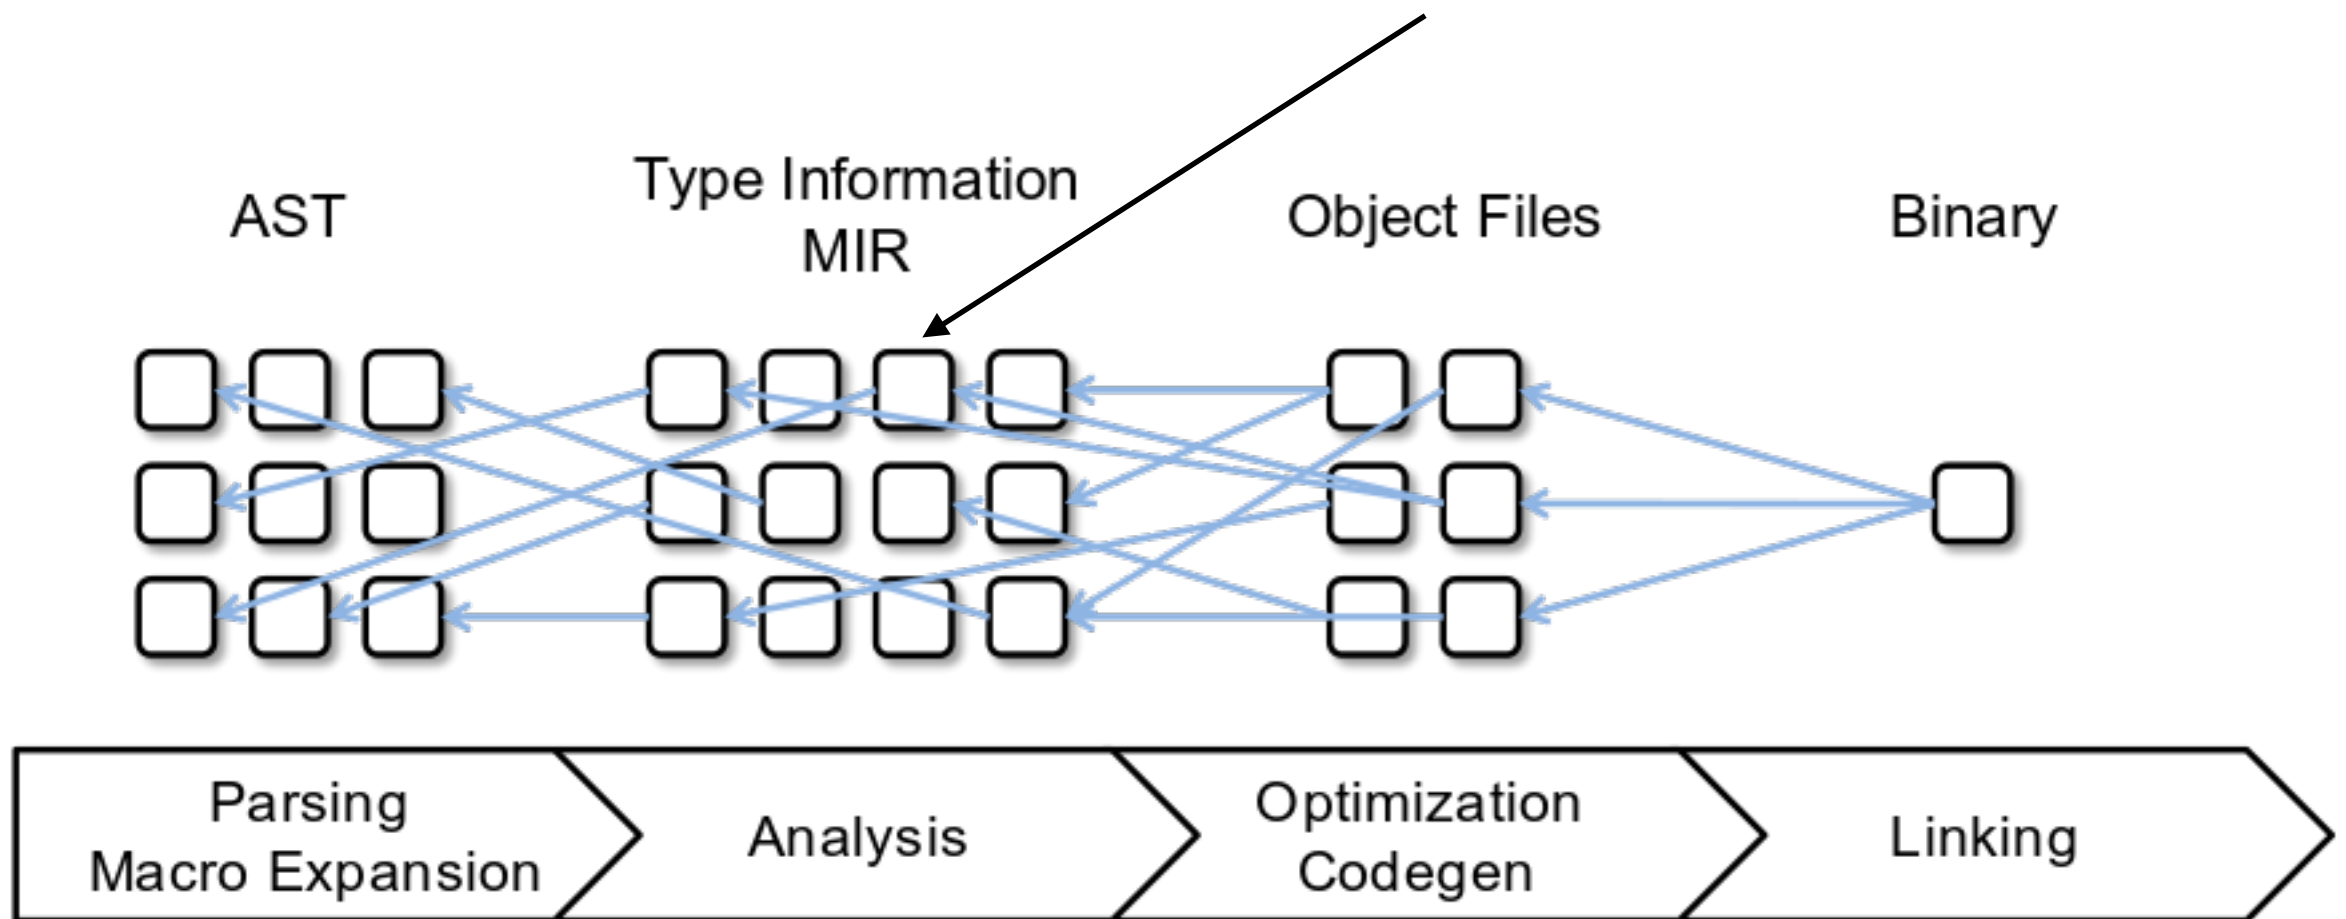 AST
Type Information
MIR
Object Files
Binary
Parsing
Macro Expansion
Analysis
Optimization
Codegen
Linking